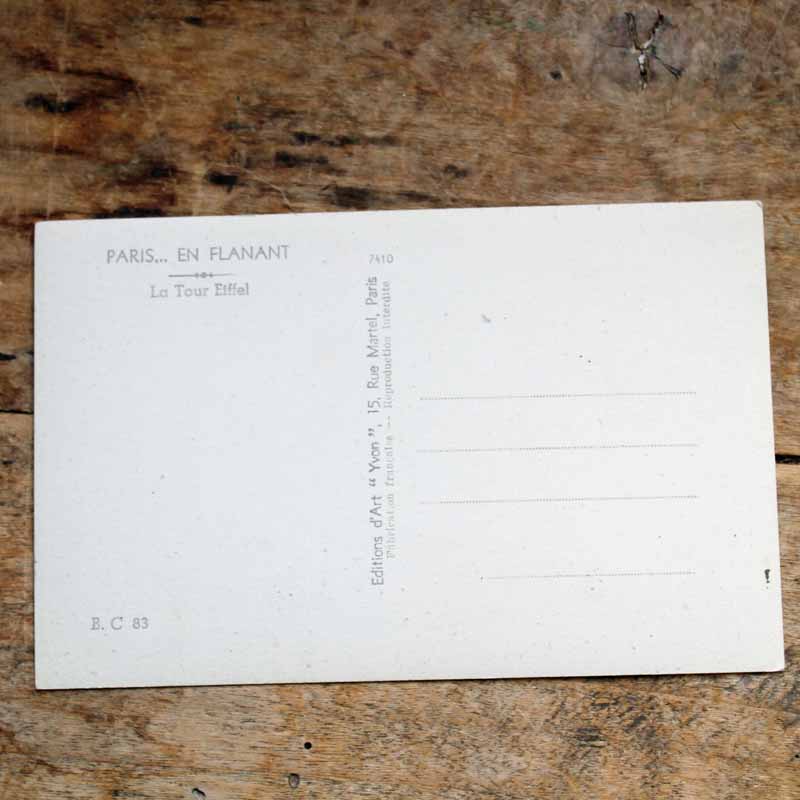 PARIS... EN FLANANT
La Tour Eiffel
7410
Editions d'Art “ Yvon ”, 15, Rue Martel, Paris
Fabrication française -- Reproduction interdite
B. C 83